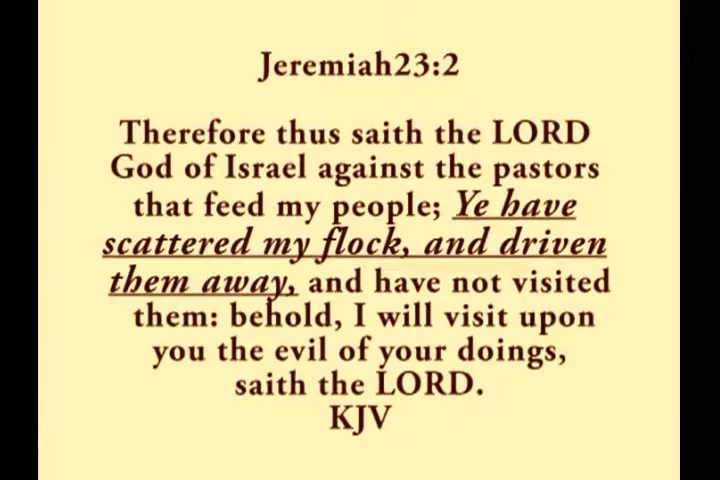 Jeremiah23:2
Therefore thus saith the LORD
God of Israel against the pastors
that feed my people; Ye have
scattered my flock, and driven
them away, and have not visited
them: behold, I will visit upon
you the evil of your doings,
saith the LORD.
KJV